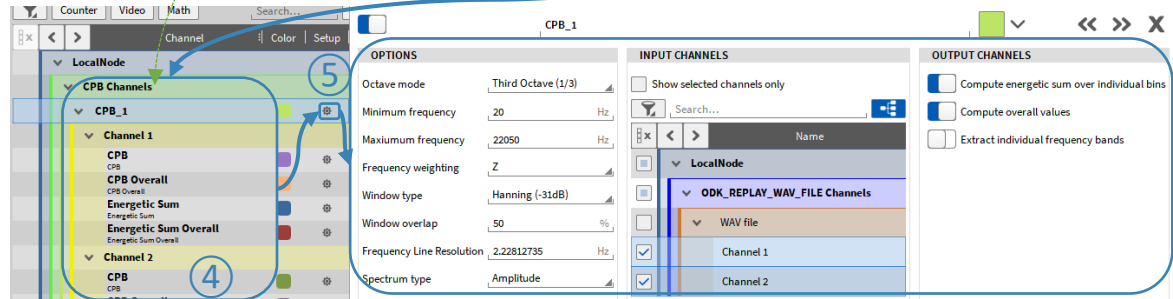 Counter Video Math Search...
Channel Color Setup
LocalNode
CPB Channels
⑤
CPB_1
Channel 1
CPB
CPB
CPB Overall
CPB Overall
Energetic Sum
Energetic Sum
Energetic Sum Overall
Energetic Sum Overall
Channel 2
CPB
CPB
④
CPB_1
OPTIONS
Octave mode Third Octave (1/3)
Minimum frequency 20 Hz
Maxiumum frequency 22050 Hz
Frequency weighting Z
Window type Hanning (-31dB)
Window overlap 50 %
Frequency Line Resolution 2.22812735 Hz
Spectrum type Amplitude
INPUT CHANNELS
Show selected channels only
Search...
Name
LocalNode
ODK_REPLAY_WAV_FILE Channels
WAV file
Channel 1
Channel 2
OUTPUT CHANNELS
Compute energetic sum over individual bins
Compute overall values
Extract individual frequency bands